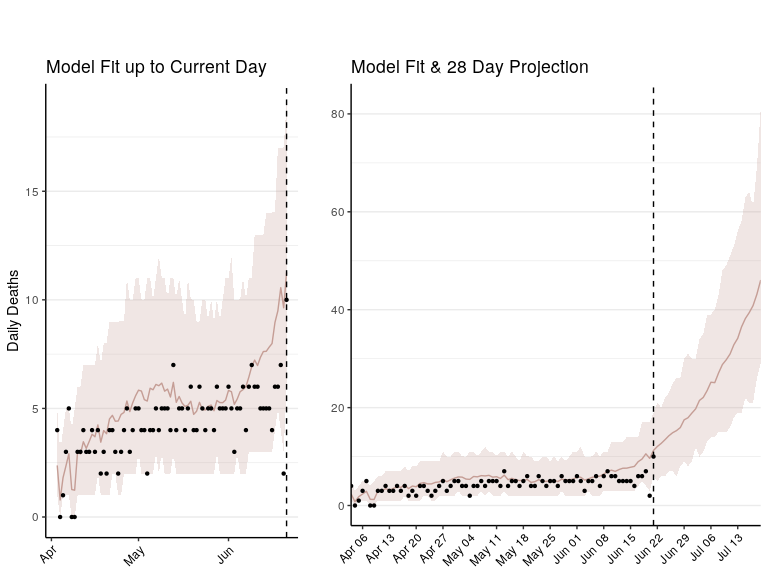 Model Fit up to Current Day
Model Fit & 28 Day Projection
Daily Deaths
15
10
5
0
Apr
May
Jun
80
60
40
20
0
Apr 06
Apr 13
Apr 20
Apr 27
May 04
May 11
May 18
May 25
Jun 01
Jun 08
Jun 15
Jun 22
Jun 29
Jul 06
Jul 13